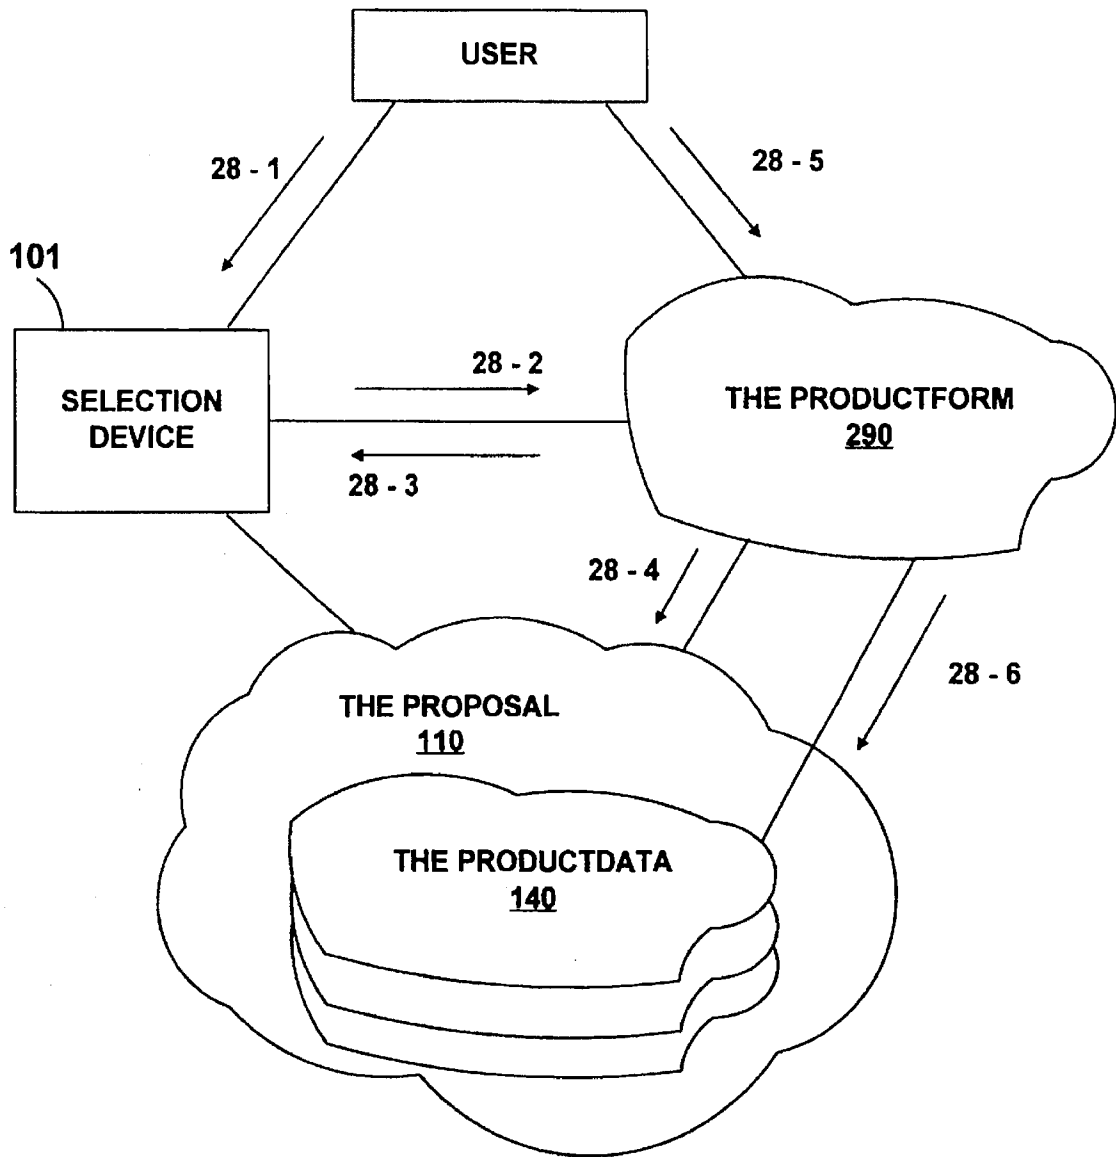 USER
28 - 1
28 - 5
101
SELECTION
DEVICE
28 - 2
28 - 3
THE PRODUCTFORM
290
28 - 4
28 - 6
THE PROPOSAL
110
THE PRODUCTDATA
140